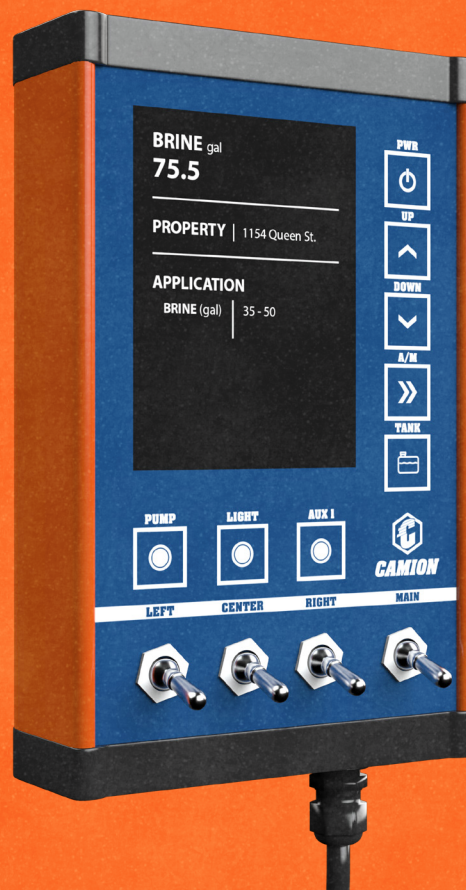 BRINE gal
75.5
PROPERTY | 1154 Queen St.
APPLICATION
BRINE (gal) | 35 - 50
PWR
UP
DOWN
A/M
TANK
PUMP LIGHT AUX 1
CAMION
LEFT CENTER RIGHT MAIN